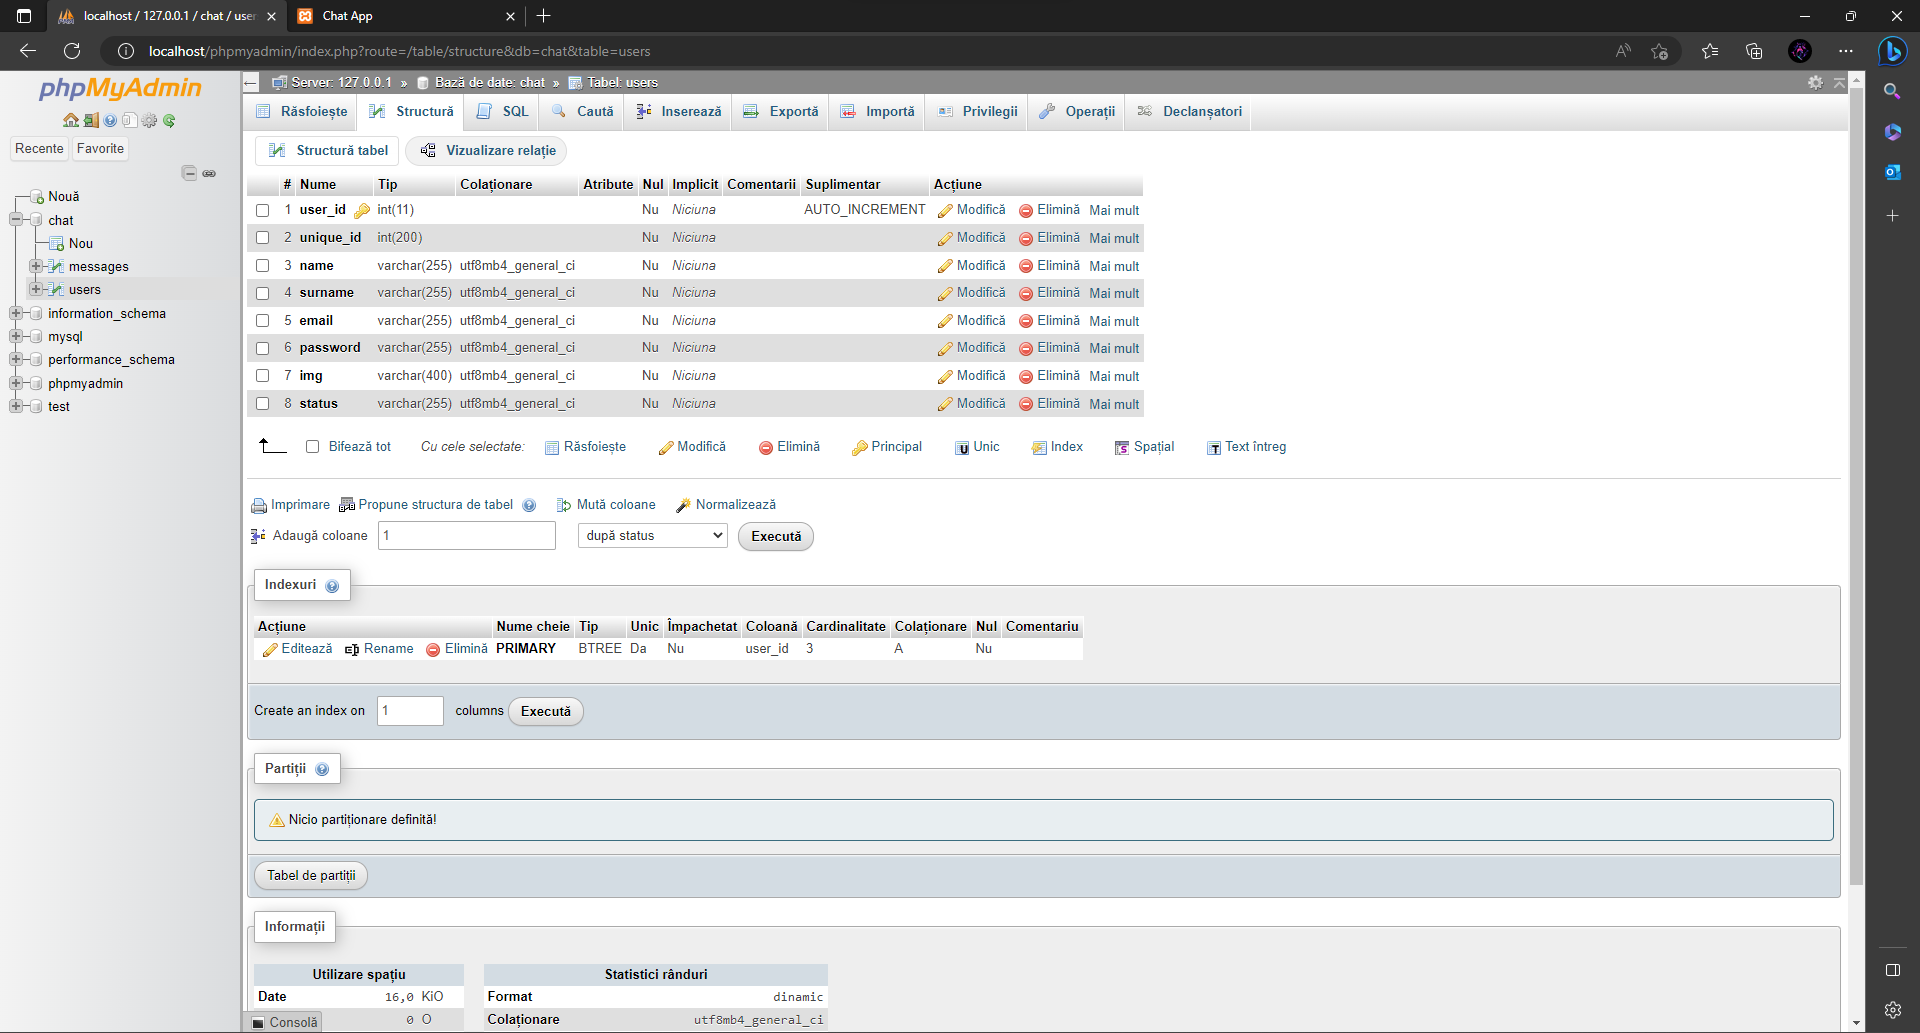 localhost / 127.0.0.1 / chat / user
Chat App
localhost/phpmyadmin/index.php?route=/table/structure&db=chat&table=users
phpMyAdmin
Recente Favorite
Nouă
chat
Nou
messages
users
information_schema
mysql
performance_schema
phpmyadmin
test
Server: 127.0.0.1 » Bază de date: chat » Tabel: users
Răsfoiește Structură SQL Caută Inserează Exportă Importă Privilegii Operații Declanșatori
Structură tabel Vizualizare relație
# Nume Tip Colaționare Atribute Nul Implicit Comentarii Suplimentar Acțiune
1 user_id int(11) Nu Niciuna AUTO_INCREMENT Modifică Elimină Mai mult
2 unique_id int(200) Nu Niciuna Modifică Elimină Mai mult
3 name varchar(255) utf8mb4_general_ci Nu Niciuna Modifică Elimină Mai mult
4 surname varchar(255) utf8mb4_general_ci Nu Niciuna Modifică Elimină Mai mult
5 email varchar(255) utf8mb4_general_ci Nu Niciuna Modifică Elimină Mai mult
6 password varchar(255) utf8mb4_general_ci Nu Niciuna Modifică Elimină Mai mult
7 img varchar(400) utf8mb4_general_ci Nu Niciuna Modifică Elimină Mai mult
8 status varchar(255) utf8mb4_general_ci Nu Niciuna Modifică Elimină Mai mult
Bifează tot Cu cele selectate: Răsfoiește Modifică Elimină Principal Unic Index Spațial Text întreg
Imprimare Propune structura de tabel Mută coloane Normalizează
Adaugă coloane 1 după status Execută
Indexuri
Acțiune Nume cheie Tip Unic Împachetat Coloană Cardinalitate Colaționare Nul Comentariu
Editează Rename Elimină PRIMARY BTREE Da Nu user_id 3 A Nu
Create an index on 1 columns Execută
Partiții
Nicio partiționare definită!
Tabel de partiții
Informații
Utilizare spațiu
Date 16,0 KiO
0 O
Statistici rânduri
Format dinamic
Colaționare utf8mb4_general_ci
Consolă